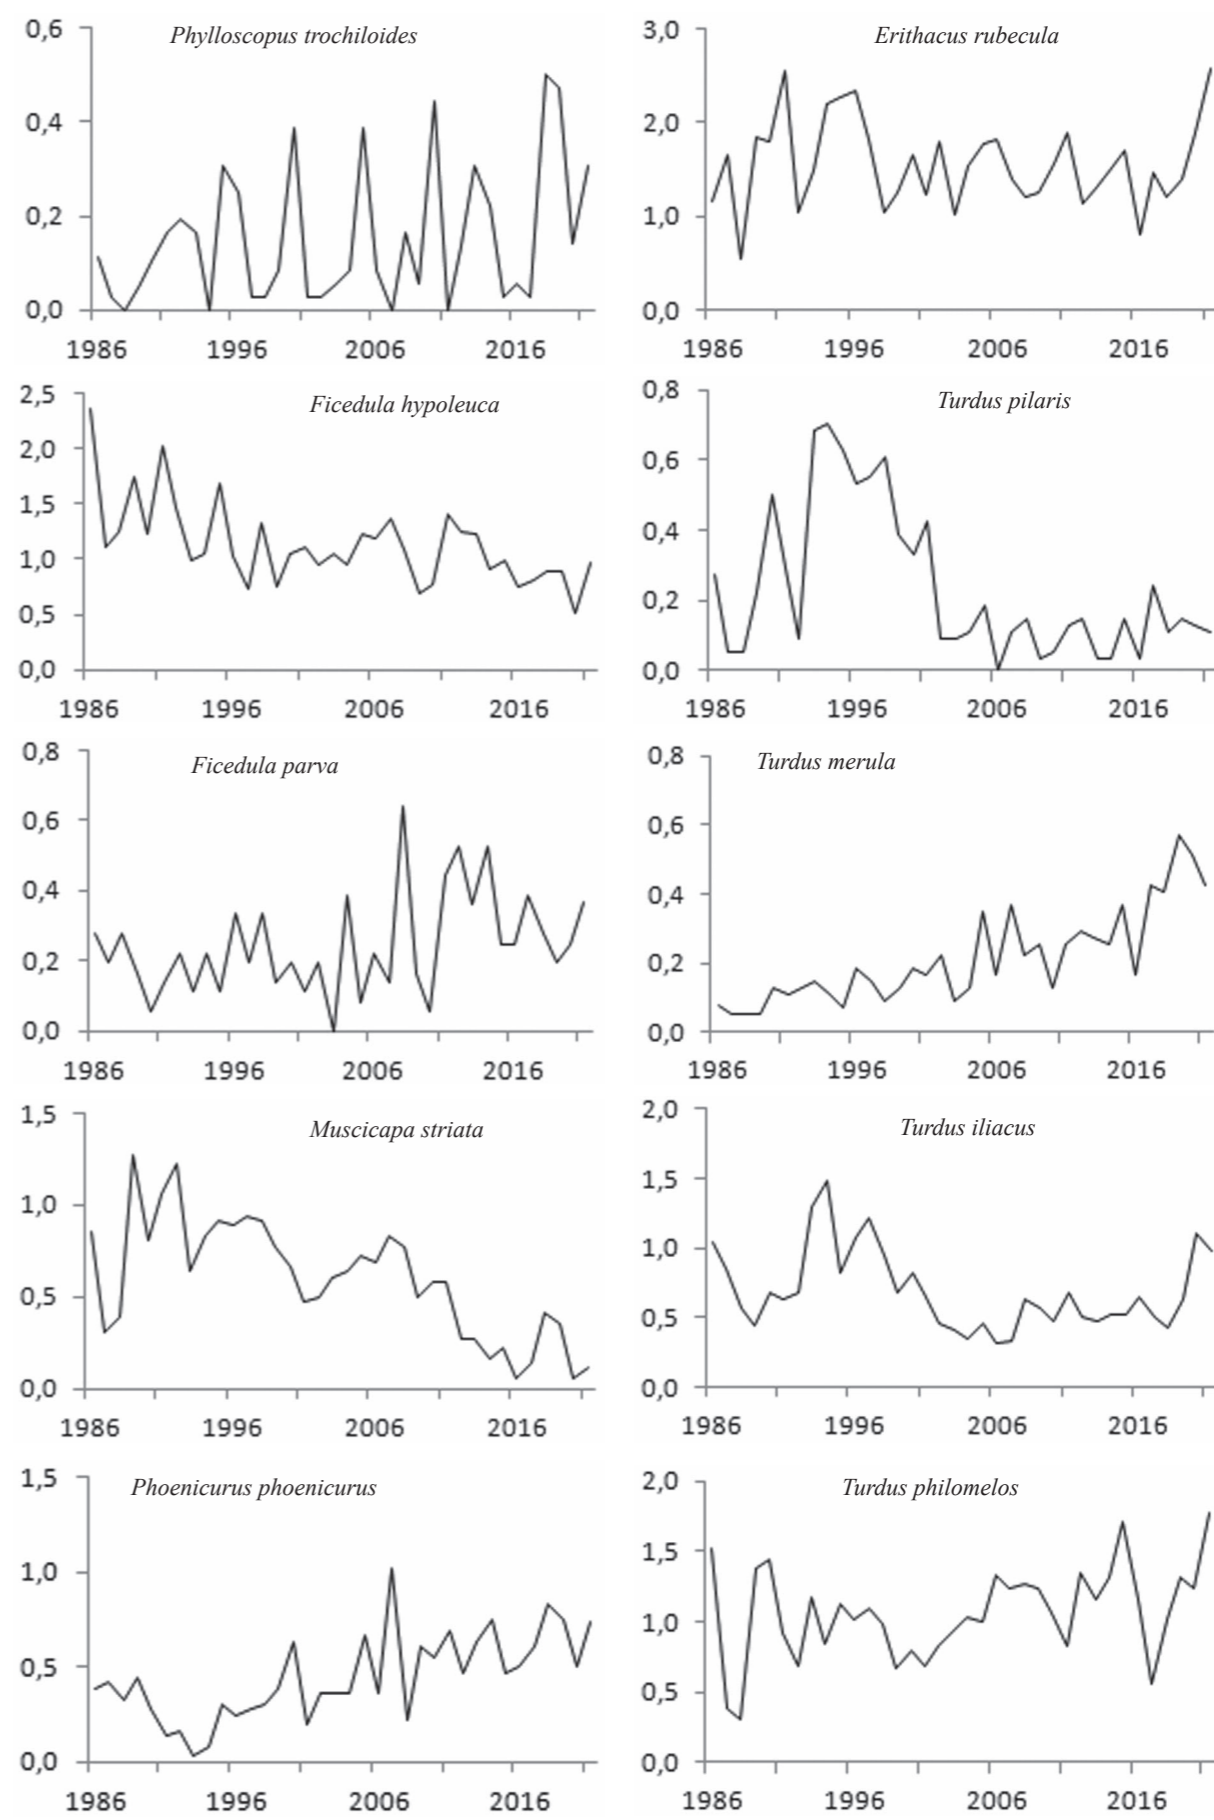 Phylloscopus trochiloides
0,6
0,4
0,2
0,0
1986 1996 2006 2016
Erithacus rubecula
3,0
2,0
1,0
0,0
1986 1996 2006 2016
Ficedula hypoleuca
2,5
2,0
1,5
1,0
0,5
0,0
1986 1996 2006 2016
Turdus pilaris
0,8
0,6
0,4
0,2
0,0
1986 1996 2006 2016
Ficedula parva
0,8
0,6
0,4
0,2
0,0
1986 1996 2006 2016
Turdus merula
0,8
0,6
0,4
0,2
0,0
1986 1996 2006 2016
Muscicapa striata
1,5
1,0
0,5
0,0
1986 1996 2006 2016
Turdus iliacus
2,0
1,5
1,0
0,5
0,0
1986 1996 2006 2016
Phoenicurus phoenicurus
1,5
1,0
0,5
0,0
1986 1996 2006 2016
Turdus philomelos
2,0
1,5
1,0
0,5
0,0
1986 1996 2006 2016